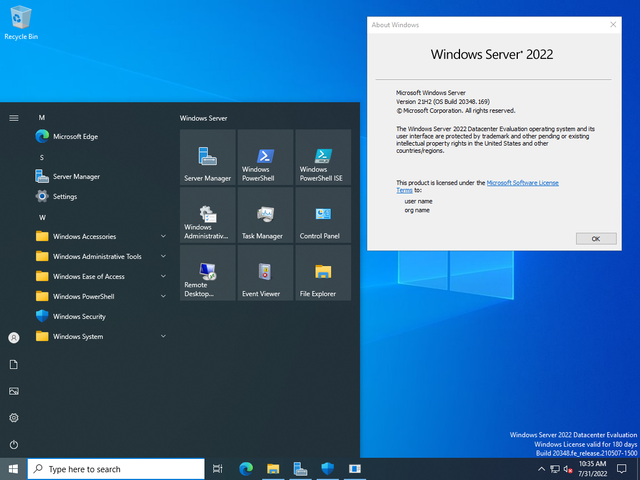 Recycle Bin
About Windows
Windows Server® 2022
Microsoft Windows Server
Version 21H2 (OS Build 20348.169)
© Microsoft Corporation. All rights reserved.
The Windows Server 2022 Datacenter Evaluation operating system and its
user interface are protected by trademark and other pending or existing
intellectual property rights in the United States and other
countries/regions.
This product is licensed under the Microsoft Software License
Terms to:
user name
org name
OK
M
Microsoft Edge
S
Server Manager
Settings
W
Windows Accessories
Windows Administrative Tools
Windows Ease of Access
Windows PowerShell
Windows Security
Windows System
Windows Server
Server Manager
Windows
PowerShell
Windows
PowerShell ISE
Windows
Administrativ...
Task Manager
Control Panel
Remote
Desktop...
Event Viewer
File Explorer
Windows Server 2022 Datacenter Evaluation
Windows License valid for 180 days
Build 20348.fe_release.210507-1500
Type here to search
10:35 AM
7/31/2022